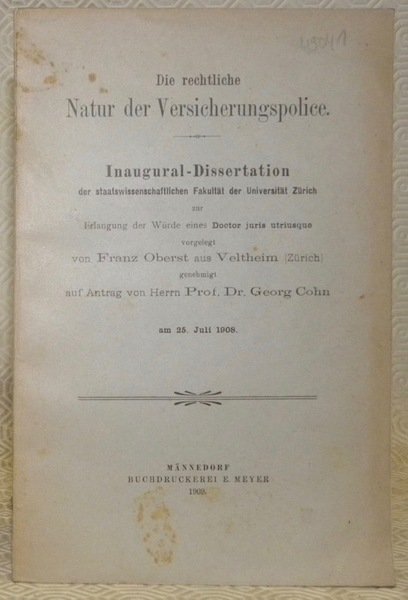 Die rechtliche
Natur der Versicherungspolice.
Inaugural-Dissertation
der staatswissenschaftlichen Fakultät der Universität Zürich
zur
Erlangung der Würde eines Doctor juris utriusque
vorgelegt
von Franz Oberst aus Veltheim (Zürich)
genehmigt
auf Antrag von Herrn Prof. Dr. Georg Cohn
am 25. Juli 1908.
MÄNNEDORF
BUCHDRUCKEREI E. MEYER
1909.